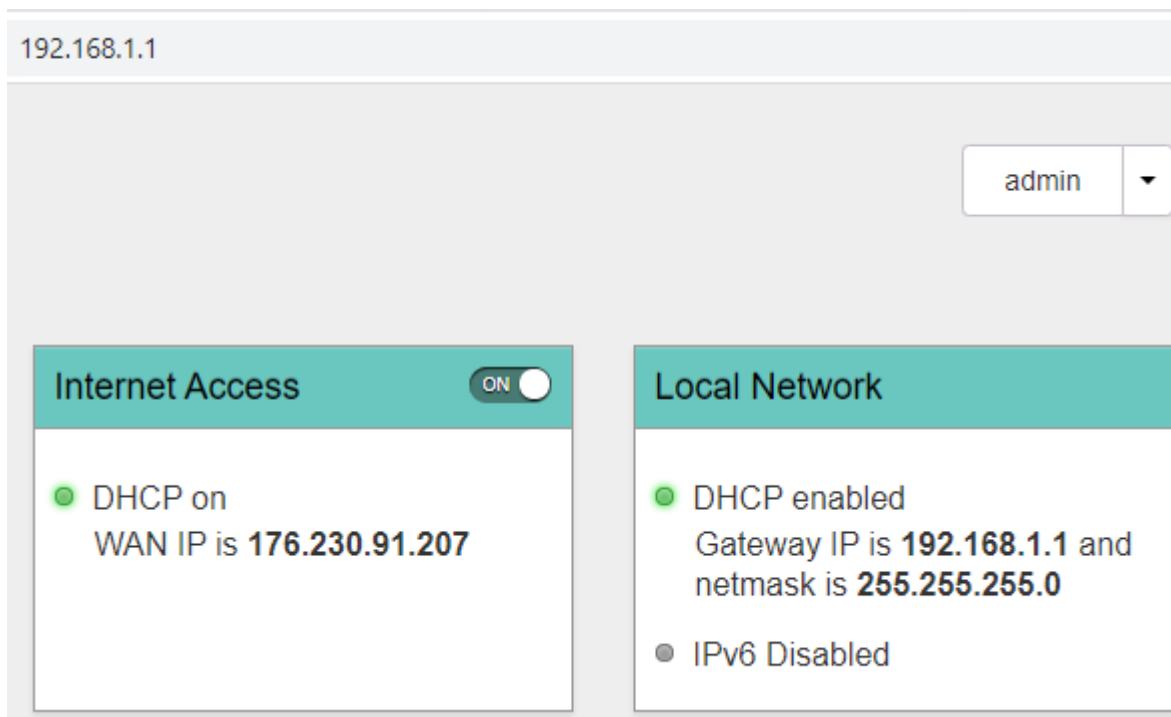 192.168.1.1
admin
Internet Access
ON
DHCP on
WAN IP is 176.230.91.207
Local Network
DHCP enabled
Gateway IP is 192.168.1.1 and
netmask is 255.255.255.0
IPv6 Disabled